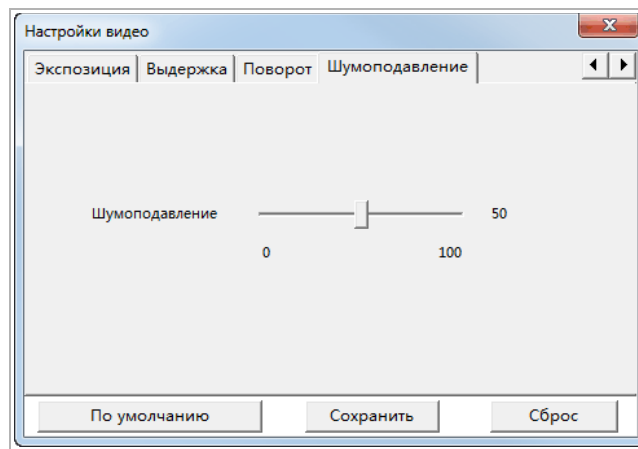 Настройки видео
Экспозиция Выдержка Поворот Шумоподавление
Шумоподавление 50
0 100
По умолчанию Сохранить Сброс